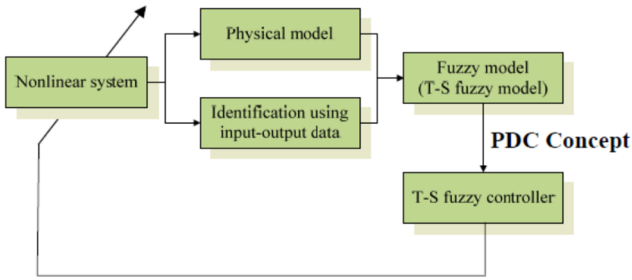 Nonlinear system
Physical model
Identification using
input-output data
Fuzzy model
(T-S fuzzy model)
PDC Concept
T-S fuzzy controller